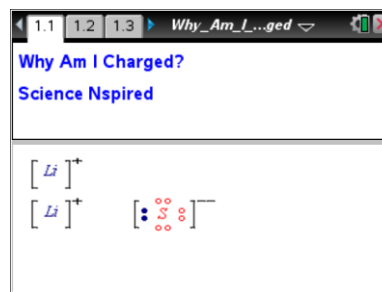 1.1 1.2 1.3 Why_Am_I_...ged
Why Am I Charged?
Science Nspired
[ Li ]+
[ Li ]+ [ S ]--